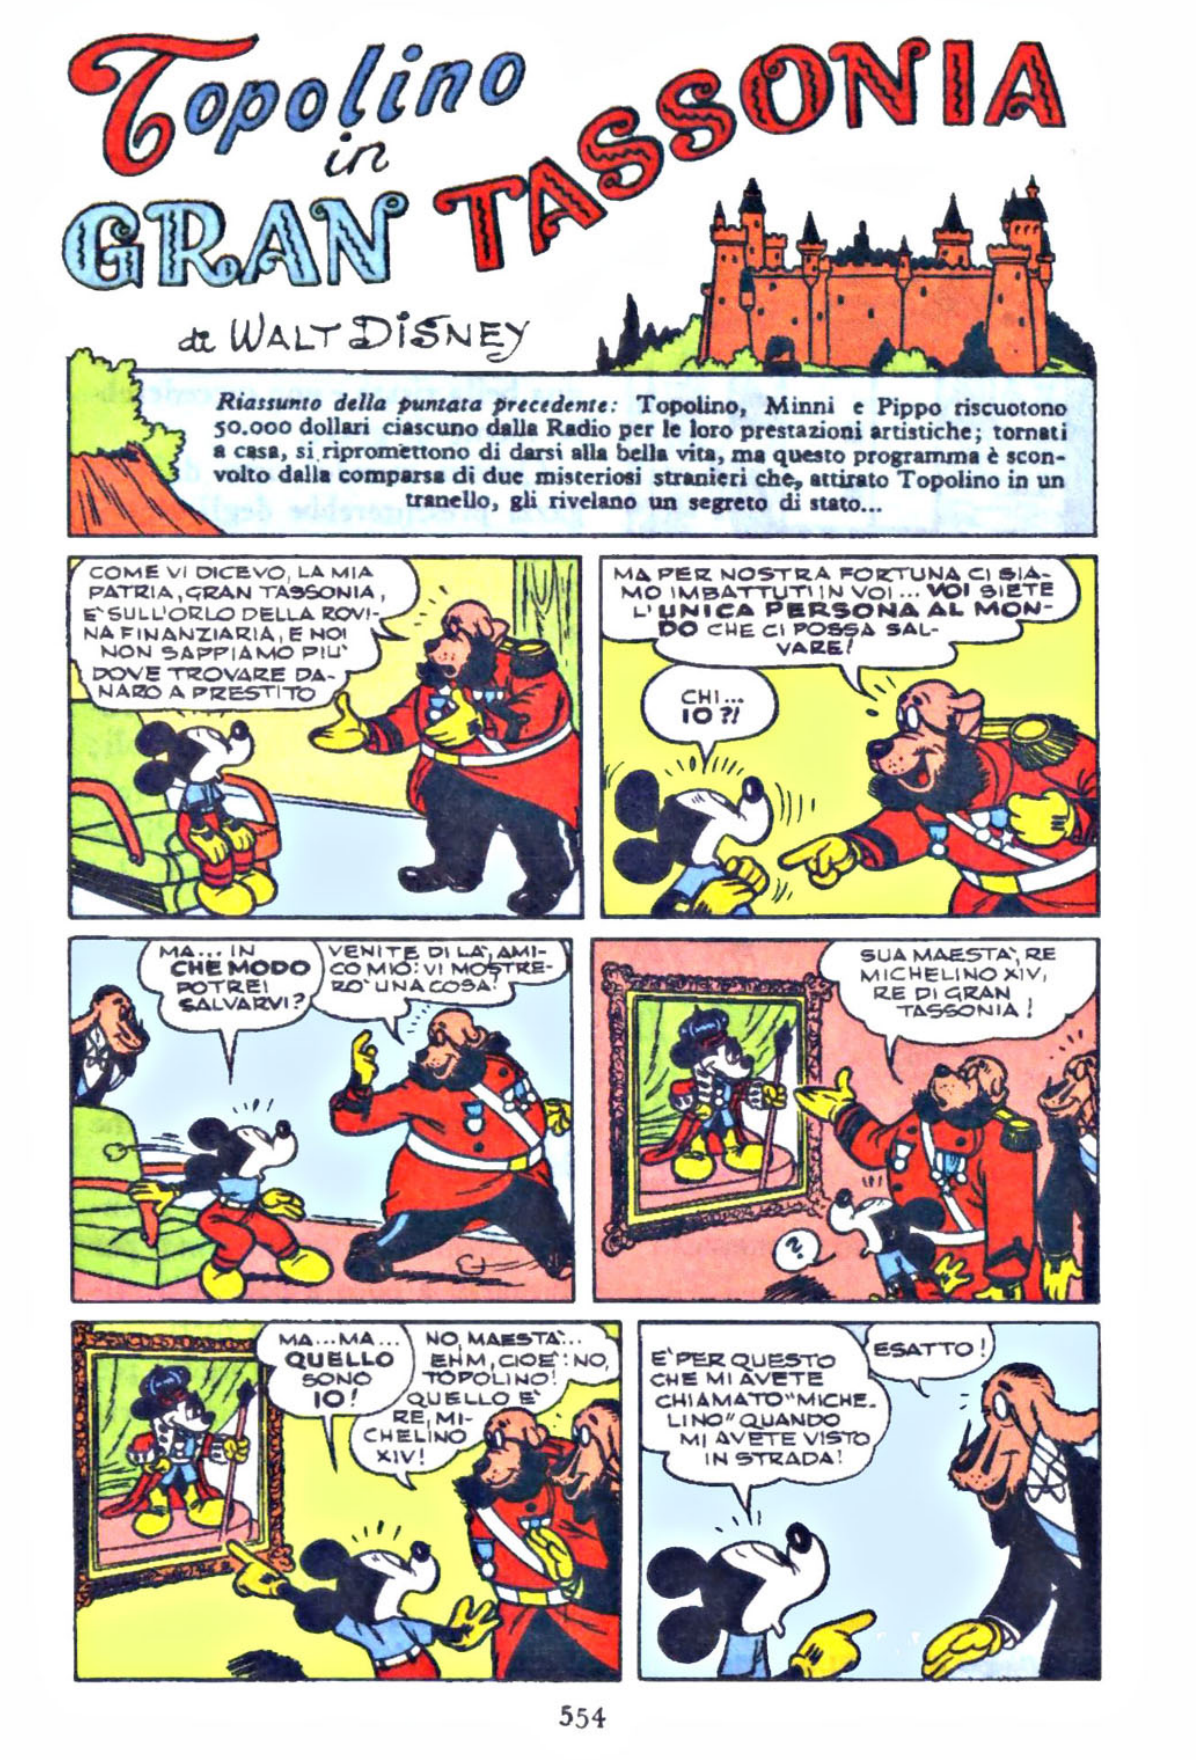 Topolino
in
GRAN TASSONIA
di WALT DISNEY
Riassunto della puntata precedente: Topolino, Minni e Pippo riscuotono
50.000 dollari ciascuno dalla Radio per le loro prestazioni artistiche; tornati
a casa, si ripromettono di darsi alla bella vita, ma questo programma è scon-
volto dalla comparsa di due misteriosi stranieri che, attirato Topolino in un
tranello, gli rivelano un segreto di stato...
COME VI DICEVO, LA MIA
PATRIA, GRAN TASSONIA,
E' SULL'ORLO DELLA ROVI-
NA FINANZIARIA, E NOI
NON SAPPIAMO PIU'
DOVE TROVARE DA-
NARO A PRESTITO
MA PER NOSTRA FORTUNA CI SIA-
MO IMBATTUTI IN VOI... VOI SIETE
L'UNICA PERSONA AL MON-
DO CHE CI POSSA SAL-
VARE!
CHI...
IO?!
MA... IN
CHE MODO
POTREI
SALVARVI?
VENITE DI LA', AMI-
CO MIO: VI MOSTRE-
RO' UNA COSA!
SUA MAESTA', RE
MICHELINO XIV,
RE DI GRAN
TASSONIA!
?
MA...MA...
QUELLO
SONO
IO!
NO, MAESTA'...
EHM, CIOE': NO,
TOPOLINO!
QUELLO E'
RE, MI-
CHELINO
XIV!
E' PER QUESTO
CHE MI AVETE
CHIAMATO "MICHE-
LINO" QUANDO
MI AVETE VISTO
IN STRADA!
ESATTO!
554